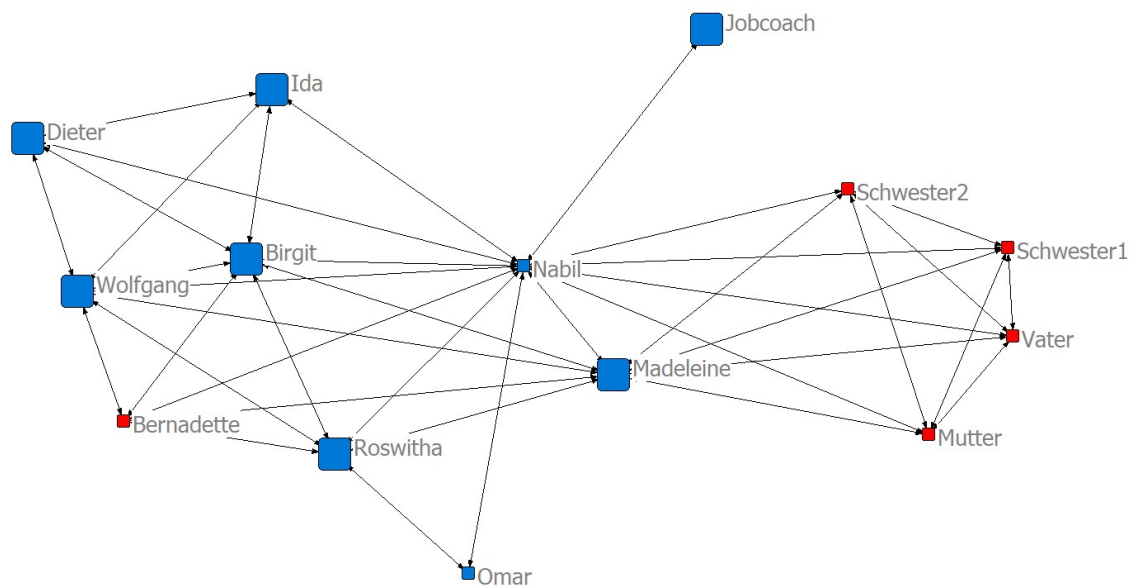 Jobcoach
Ida
Dieter
Schwester2
Birgit
Schwester1
Nabil
Wolfgang
Vater
Madeleine
Bernadette
Mutter
Roswitha
Omar